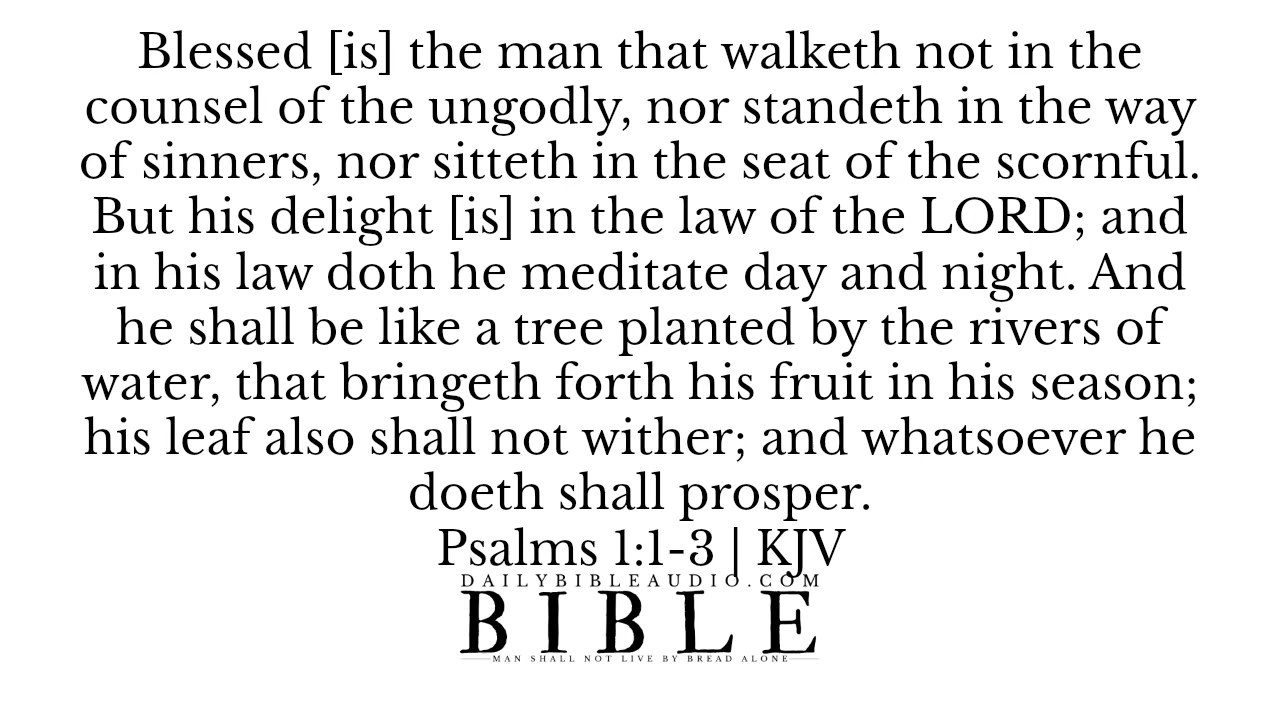 Blessed [is] the man that walketh not in the
counsel of the ungodly, nor standeth in the way
of sinners, nor sitteth in the seat of the scornful.
But his delight [is] in the law of the LORD; and
in his law doth he meditate day and night. And
he shall be like a tree planted by the rivers of
water, that bringeth forth his fruit in his season;
his leaf also shall not wither; and whatsoever he
doeth shall prosper.
Psalms 1:1-3 | KJV
DAILYBIBLEAUDIO.COM
BIBLE
MAN SHALL NOT LIVE BY BREAD ALONE